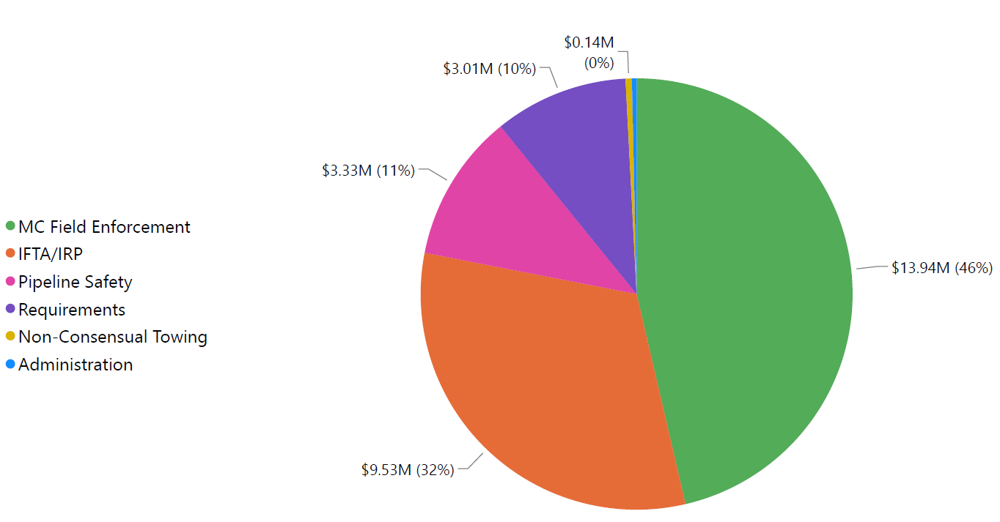 $0.14M
(0%)
$3.01M (10%)
$3.33M (11%)
MC Field Enforcement
IFTA/IRP
Pipeline Safety
Requirements
Non-Consensual Towing
Administration
$13.94M (46%)
$9.53M (32%)